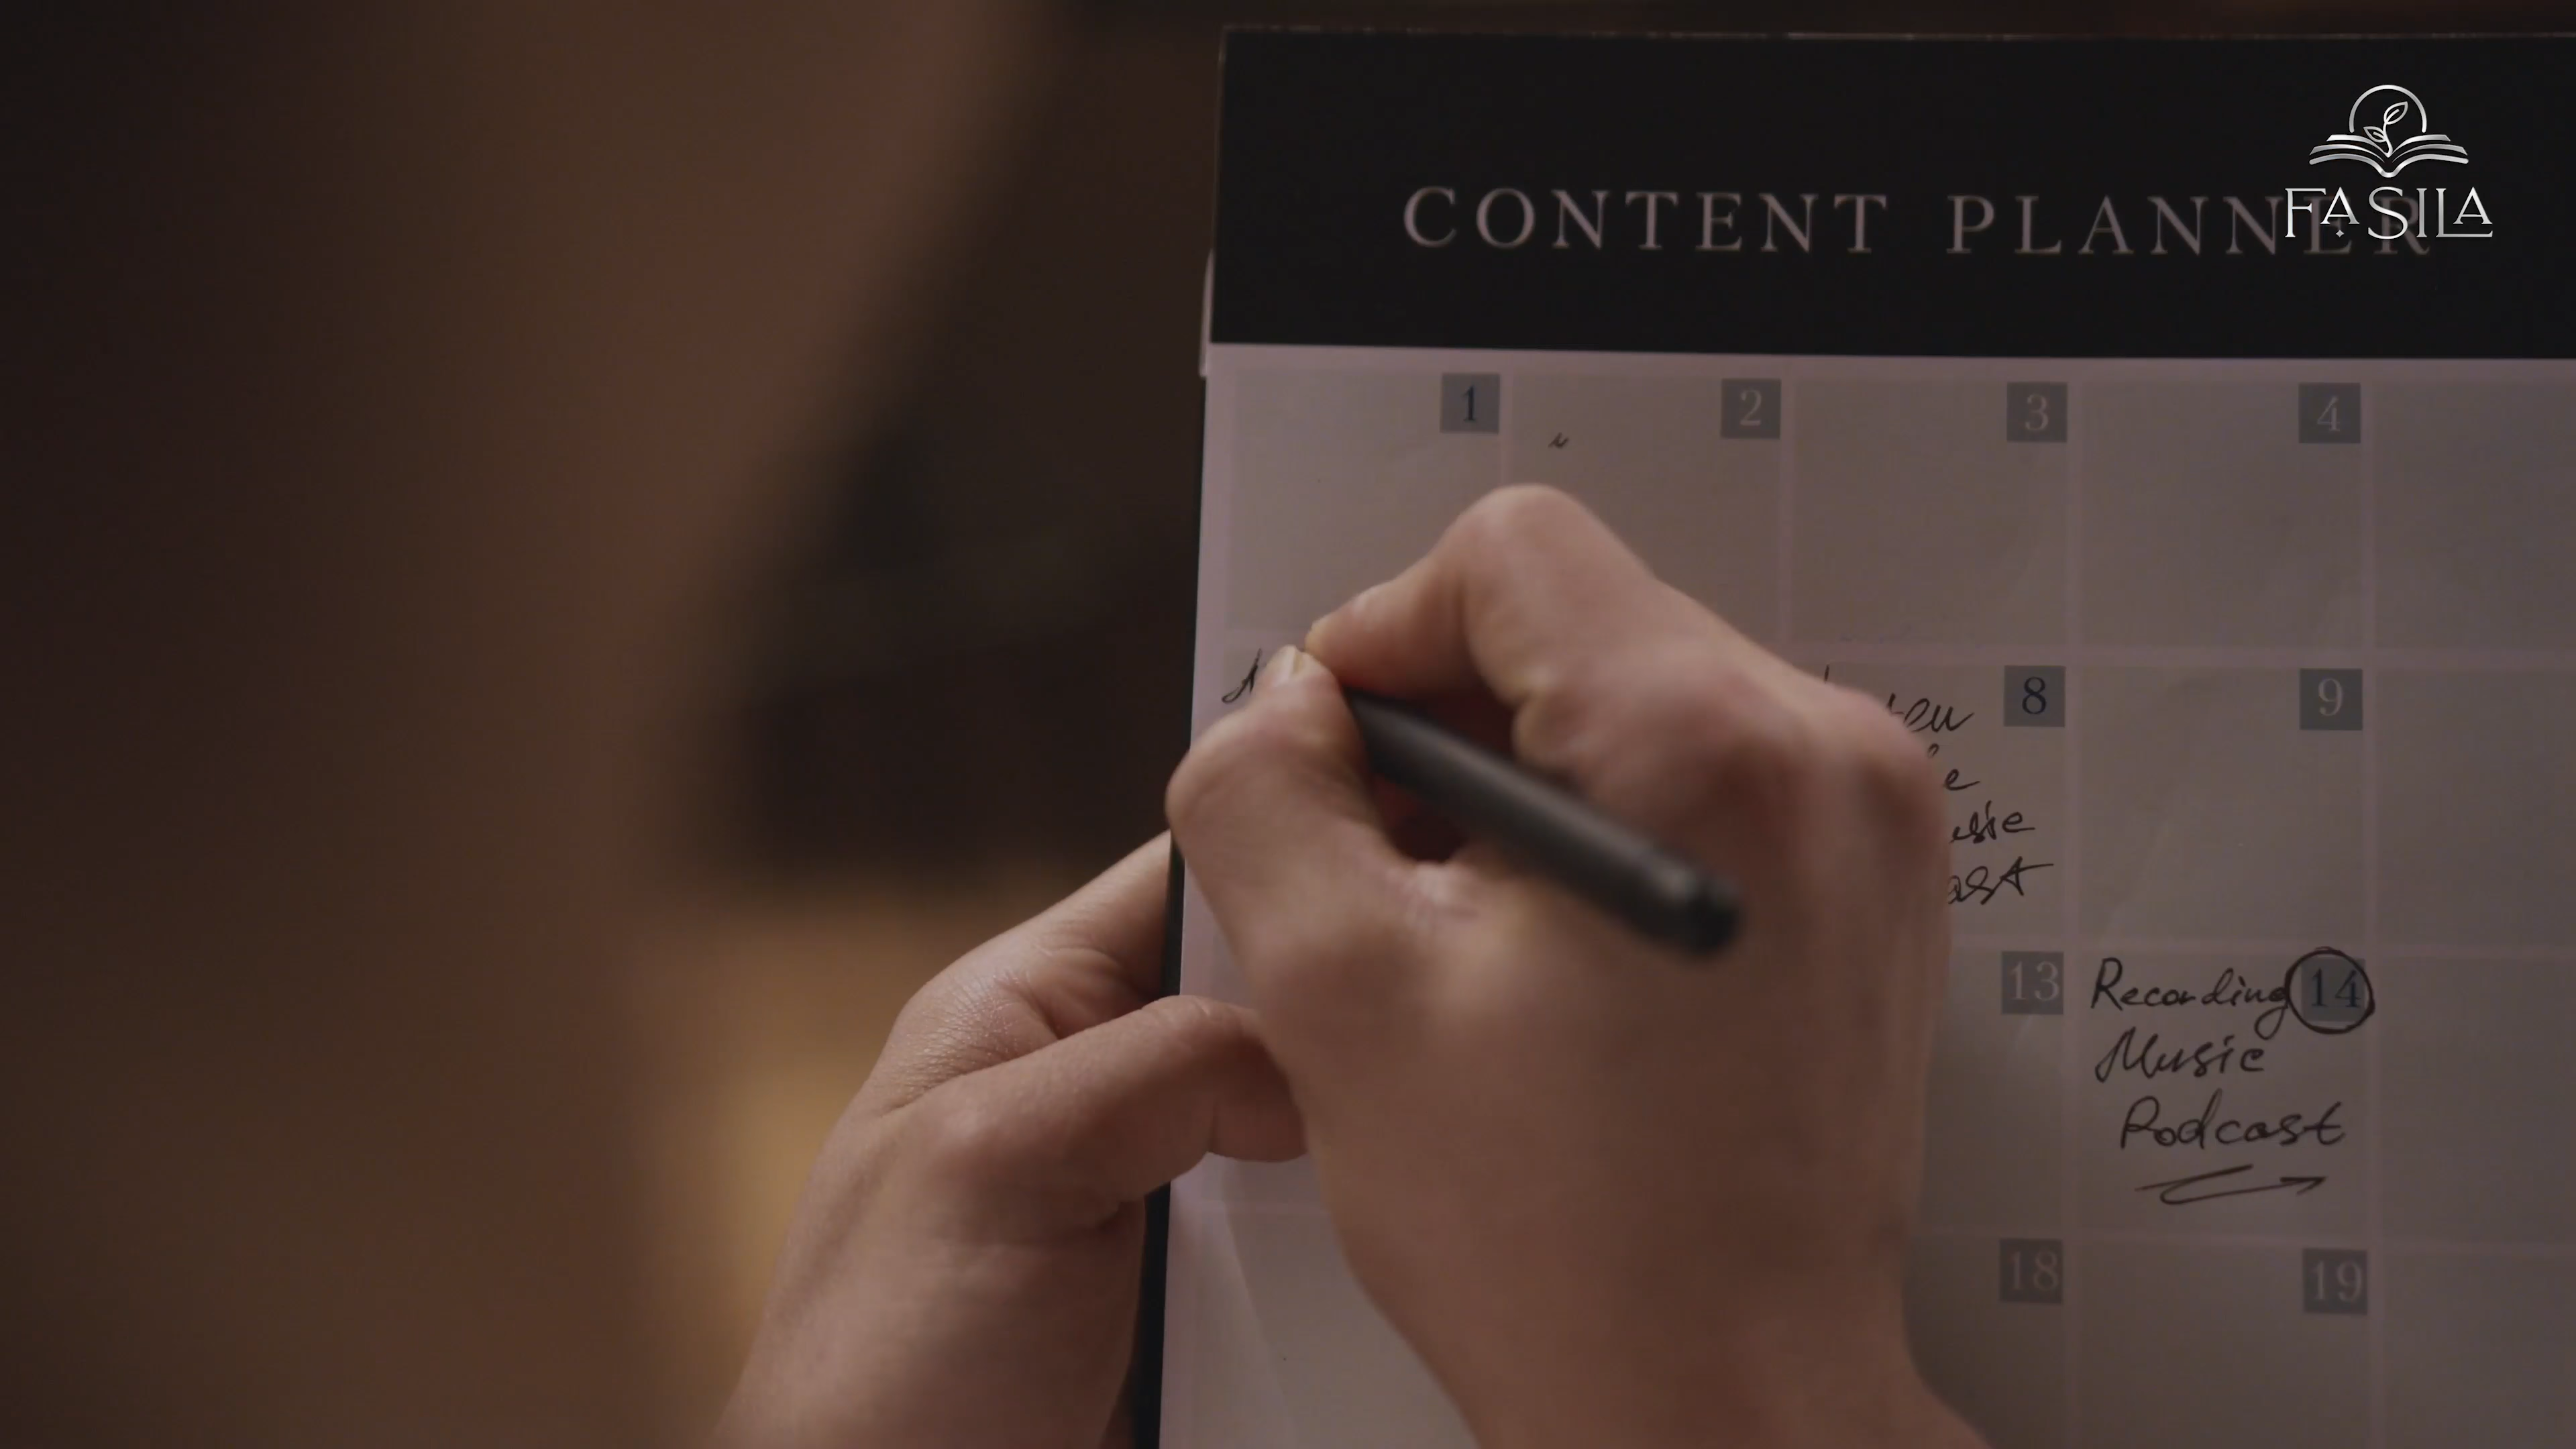 CONTENT PLANNER
FASILA
1
2
3
4
8
9
13
Recording 14
Music
Podcast
18
19